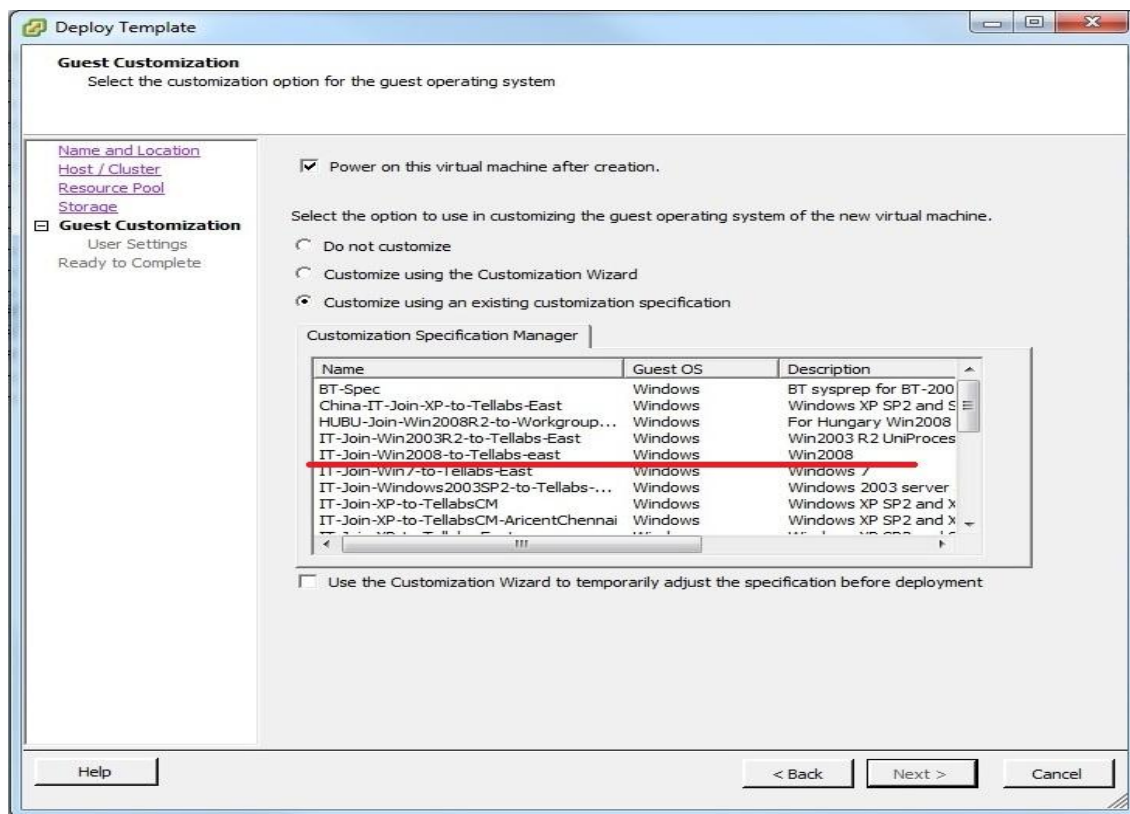 Deploy Template
Guest Customization
Select the customization option for the guest operating system
Name and Location
Host / Cluster
Resource Pool
Storage
Guest Customization
User Settings
Ready to Complete
Power on this virtual machine after creation.
Select the option to use in customizing the guest operating system of the new virtual machine.
Do not customize
Customize using the Customization Wizard
Customize using an existing customization specification
Customization Specification Manager
Name Guest OS Description
BT-Spec Windows BT sysprep for BT-200
China-IT-Join-XP-to-Tellabs-East Windows Windows XP SP2 and S
HUBU-Join-Win2008R2-to-Workgroup... Windows For Hungary Win2008
IT-Join-Win2003R2-to-Tellabs-East Windows Win2003 R2 UniProces
IT-Join-Win2008-to-Tellabs-east Windows Win2008
IT-Join-Win7-to-Tellabs-East Windows Windows 7
IT-Join-Windows2003SP2-to-Tellabs-... Windows Windows 2003 server
IT-Join-XP-to-TellabsCM Windows Windows XP SP2 and X
IT-Join-XP-to-TellabsCM-AricentChennai Windows Windows XP SP2 and X
Use the Customization Wizard to temporarily adjust the specification before deployment
Help
< Back
Next >
Cancel